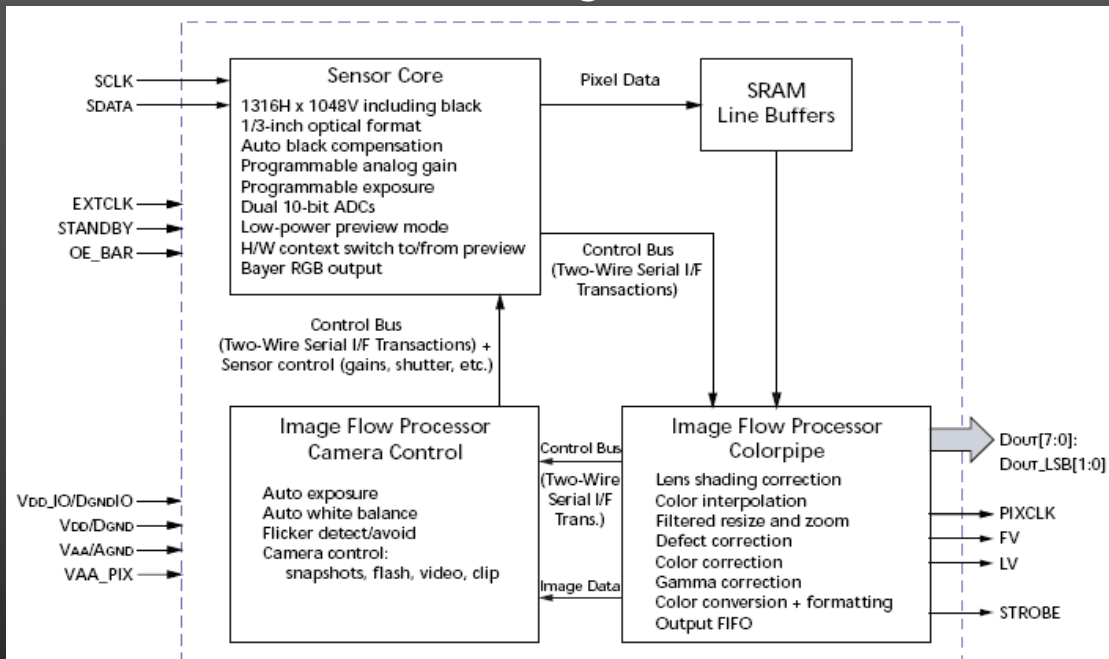 SCLK
SDATA
EXTCLK
STANDBY
OE_BAR
Sensor Core
1316H x 1048V including black
1/3-inch optical format
Auto black compensation
Programmable analog gain
Programmable exposure
Dual 10-bit ADCs
Low-power preview mode
H/W context switch to/from preview
Bayer RGB output
Pixel Data
SRAM
Line Buffers
Control Bus
(Two-Wire Serial I/F
Transactions)
Control Bus
(Two-Wire Serial I/F Transactions) +
Sensor control (gains, shutter, etc.)
VDD_IO/DGNDIO
VDD/DGND
VAA/AGND
VAA_PIX
Image Flow Processor
Camera Control
Auto exposure
Auto white balance
Flicker detect/avoid
Camera control:
snapshots, flash, video, clip
Control Bus
(Two-Wire
Serial I/F
Trans.)
Image Data
Image Flow Processor
Colorpipe
Lens shading correction
Color interpolation
Filtered resize and zoom
Defect correction
Color correction
Gamma correction
Color conversion + formatting
Output FIFO
DOUT[7:0]:
DOUT_LSB[1:0]
PIXCLK
FV
LV
STROBE